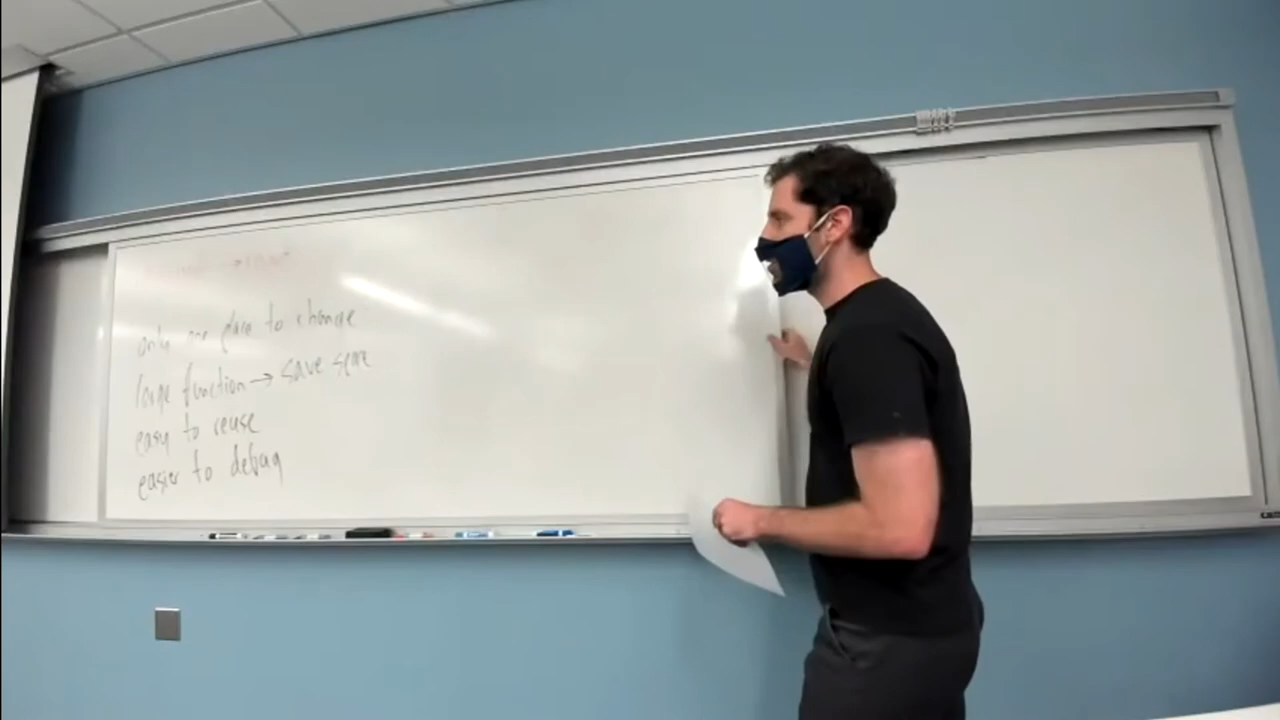 only one place to change
large function → save space
easy to reuse
easier to debug